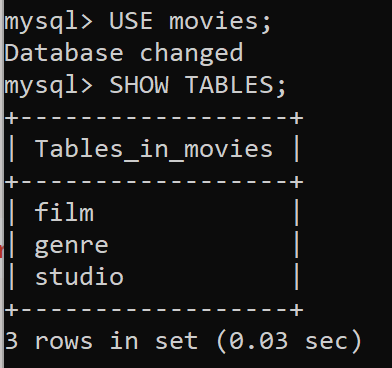 mysql> USE movies;
Database changed
mysql> SHOW TABLES;
+------------------+
| Tables_in_movies |
+------------------+
| film             |
| genre            |
| studio           |
+------------------+
3 rows in set (0.03 sec)